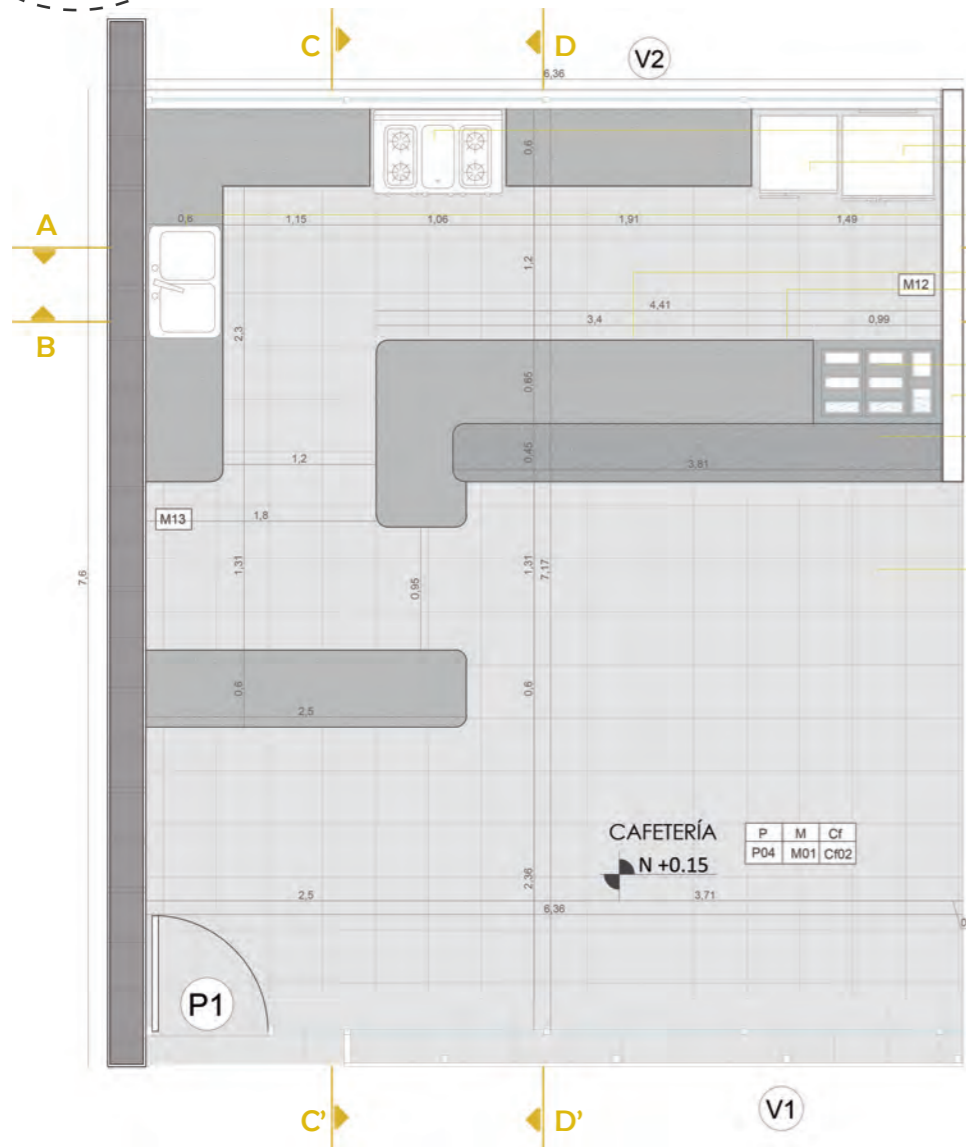 C
D
V2
6,36
0,6
A
0,6
1,15
1,06
1,91
1,49
1,2
M12
4,41
3,4
0,99
B
2,3
0,65
1,2
0,45
3,81
M13
1,8
1,31
1,31
7,17
7,6
0,95
0,6
0,6
2,5
CAFETERÍA
P M Cf
P04 M01 Cf02
N +0.15
2,36
2,5
3,71
6,36
P1
C'
D'
V1